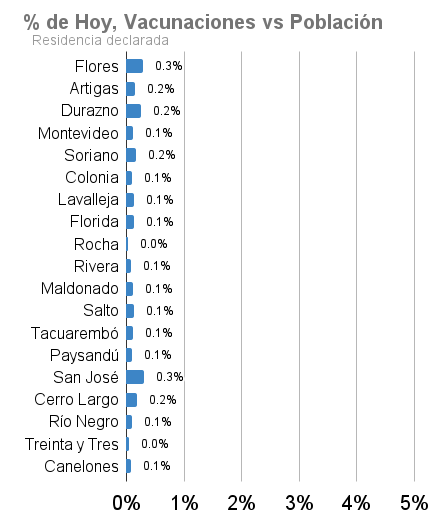 % de Hoy, Vacunaciones vs Población
Residencia declarada
Flores 0.3%
Artigas 0.2%
Durazno 0.2%
Montevideo 0.1%
Soriano 0.2%
Colonia 0.1%
Lavalleja 0.1%
Florida 0.1%
Rocha 0.0%
Rivera 0.1%
Maldonado 0.1%
Salto 0.1%
Tacuarembó 0.1%
Paysandú 0.1%
San José 0.3%
Cerro Largo 0.2%
Río Negro 0.1%
Treinta y Tres 0.0%
Canelones 0.1%
0% 1% 2% 3% 4% 5%